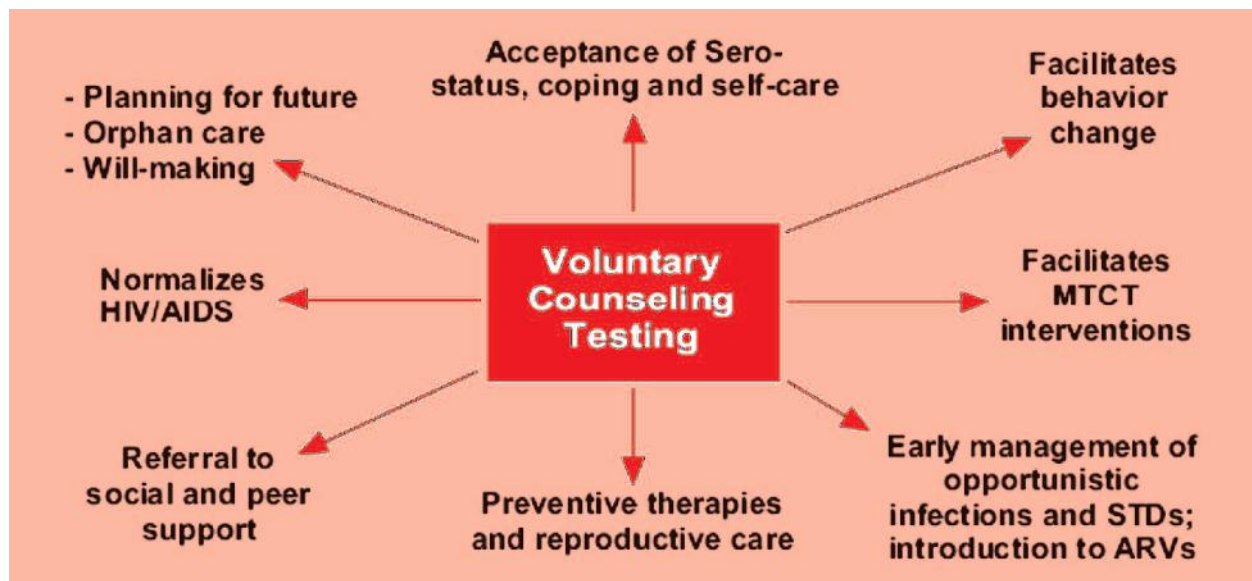 Acceptance of Sero-
status, coping and self-care
Facilitates
behavior
change
- Planning for future
- Orphan care
- Will-making
Voluntary
Counseling
Testing
Normalizes
HIV/AIDS
Facilitates
MTCT
interventions
Referral to
social and peer
support
Preventive therapies
and reproductive care
Early management of
opportunistic
infections and STDs;
introduction to ARVs